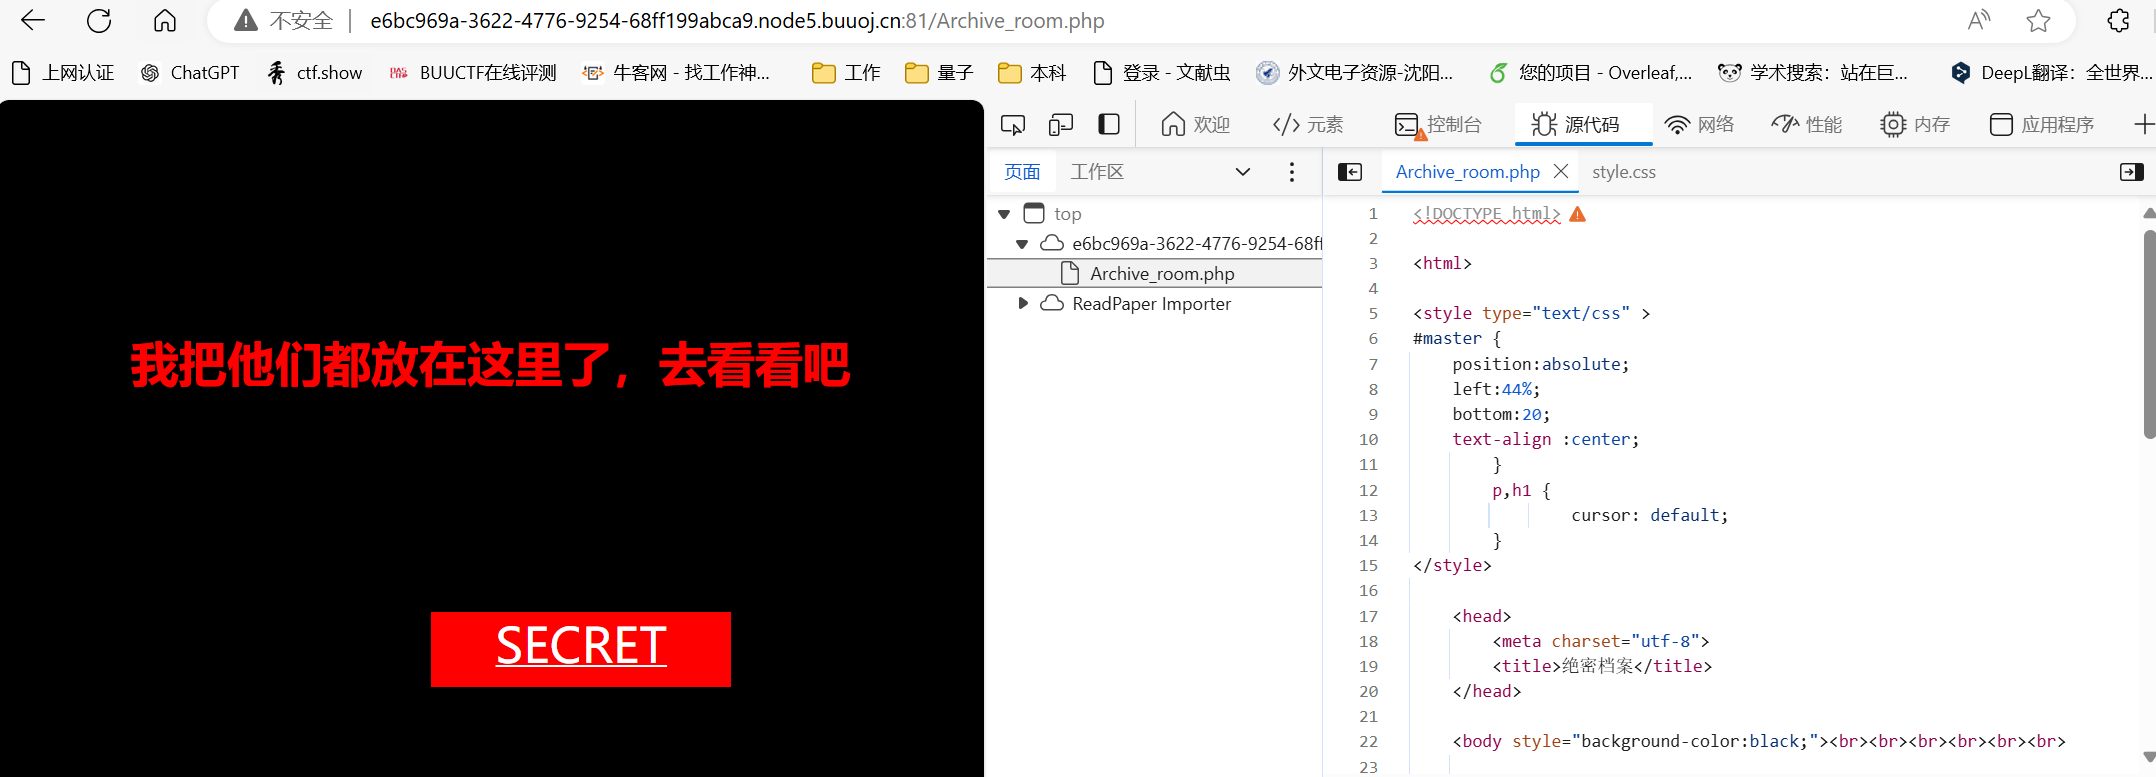 不安全 e6bc969a-3622-4776-9254-68ff199abca9.node5.buuoj.cn:81/Archive_room.php
上网认证 ChatGPT ctf.show BUUCTF在线评测 牛客网 - 找工作神... 工作 量子 本科 登录 - 文献虫 外文电子资源-沈阳... 您的项目 - Overleaf,... 学术搜索：站在巨... DeepL翻译：全世界...
我把他们都放在这里了，去看看吧
SECRET
欢迎 元素 控制台 源代码 网络 性能 内存 应用程序
页面 工作区
top
e6bc969a-3622-4776-9254-68ff
Archive_room.php
ReadPaper Importer
Archive_room.php style.css
1 <!DOCTYPE html>
2
3 <html>
4
5 <style type="text/css" >
6 #master {
7 position:absolute;
8 left:44%;
9 bottom:20;
10 text-align :center;
11 }
12 p,h1 {
13 cursor: default;
14 }
15 </style>
16
17 <head>
18 <meta charset="utf-8">
19 <title>绝密档案</title>
20 </head>
21
22 <body style="background-color:black;"><br><br><br><br><br><br>
23